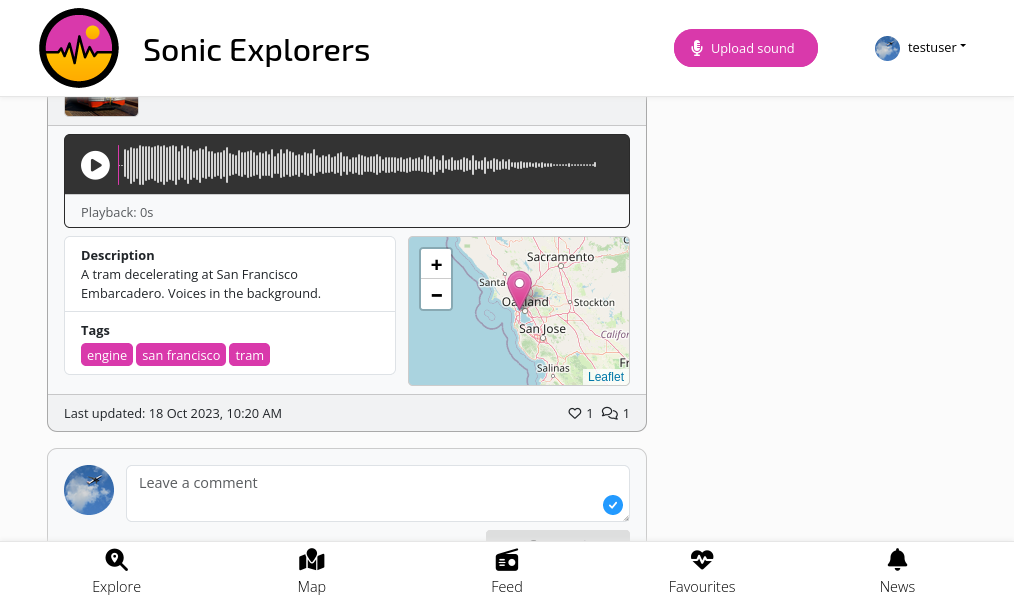 Sonic Explorers
Upload sound
testuser
Playback: 0s
Description
A tram decelerating at San Francisco
Embarcadero. Voices in the background.
Tags
engine san francisco tram
+
−
Sacramento
Santa
Oakland
Stockton
San Jose
Califor
Salinas
Fr
Leaflet
Last updated: 18 Oct 2023, 10:20 AM
1 1
Leave a comment
Explore Map Feed Favourites News